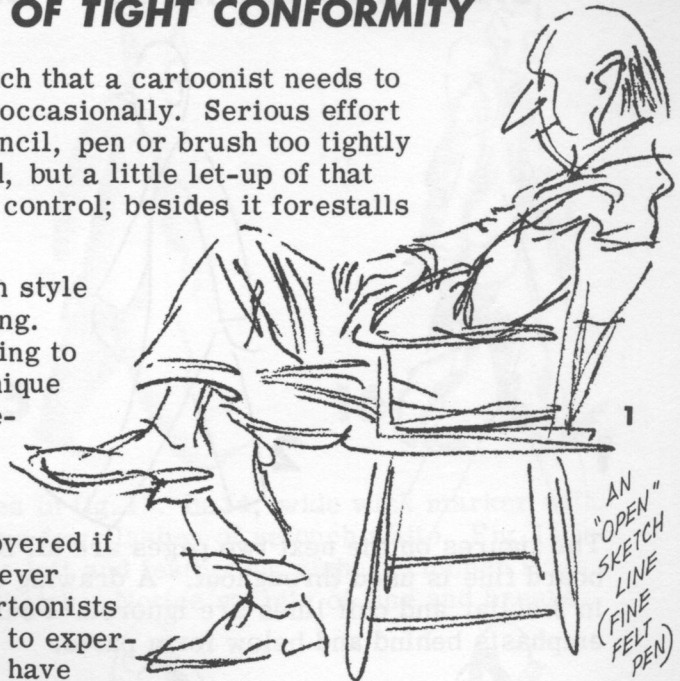 OF TIGHT CONFORMITY
ch that a cartoonist needs to
occasionally. Serious effort
ncil, pen or brush too tightly
l, but a little let-up of that
control; besides it forestalls
n style
ng.
ing to
nique
e-
vered if
ever
rtoonists
to exper-
have
1
AN
"OPEN"
SKETCH
LINE
(FINE
FELT
PEN)